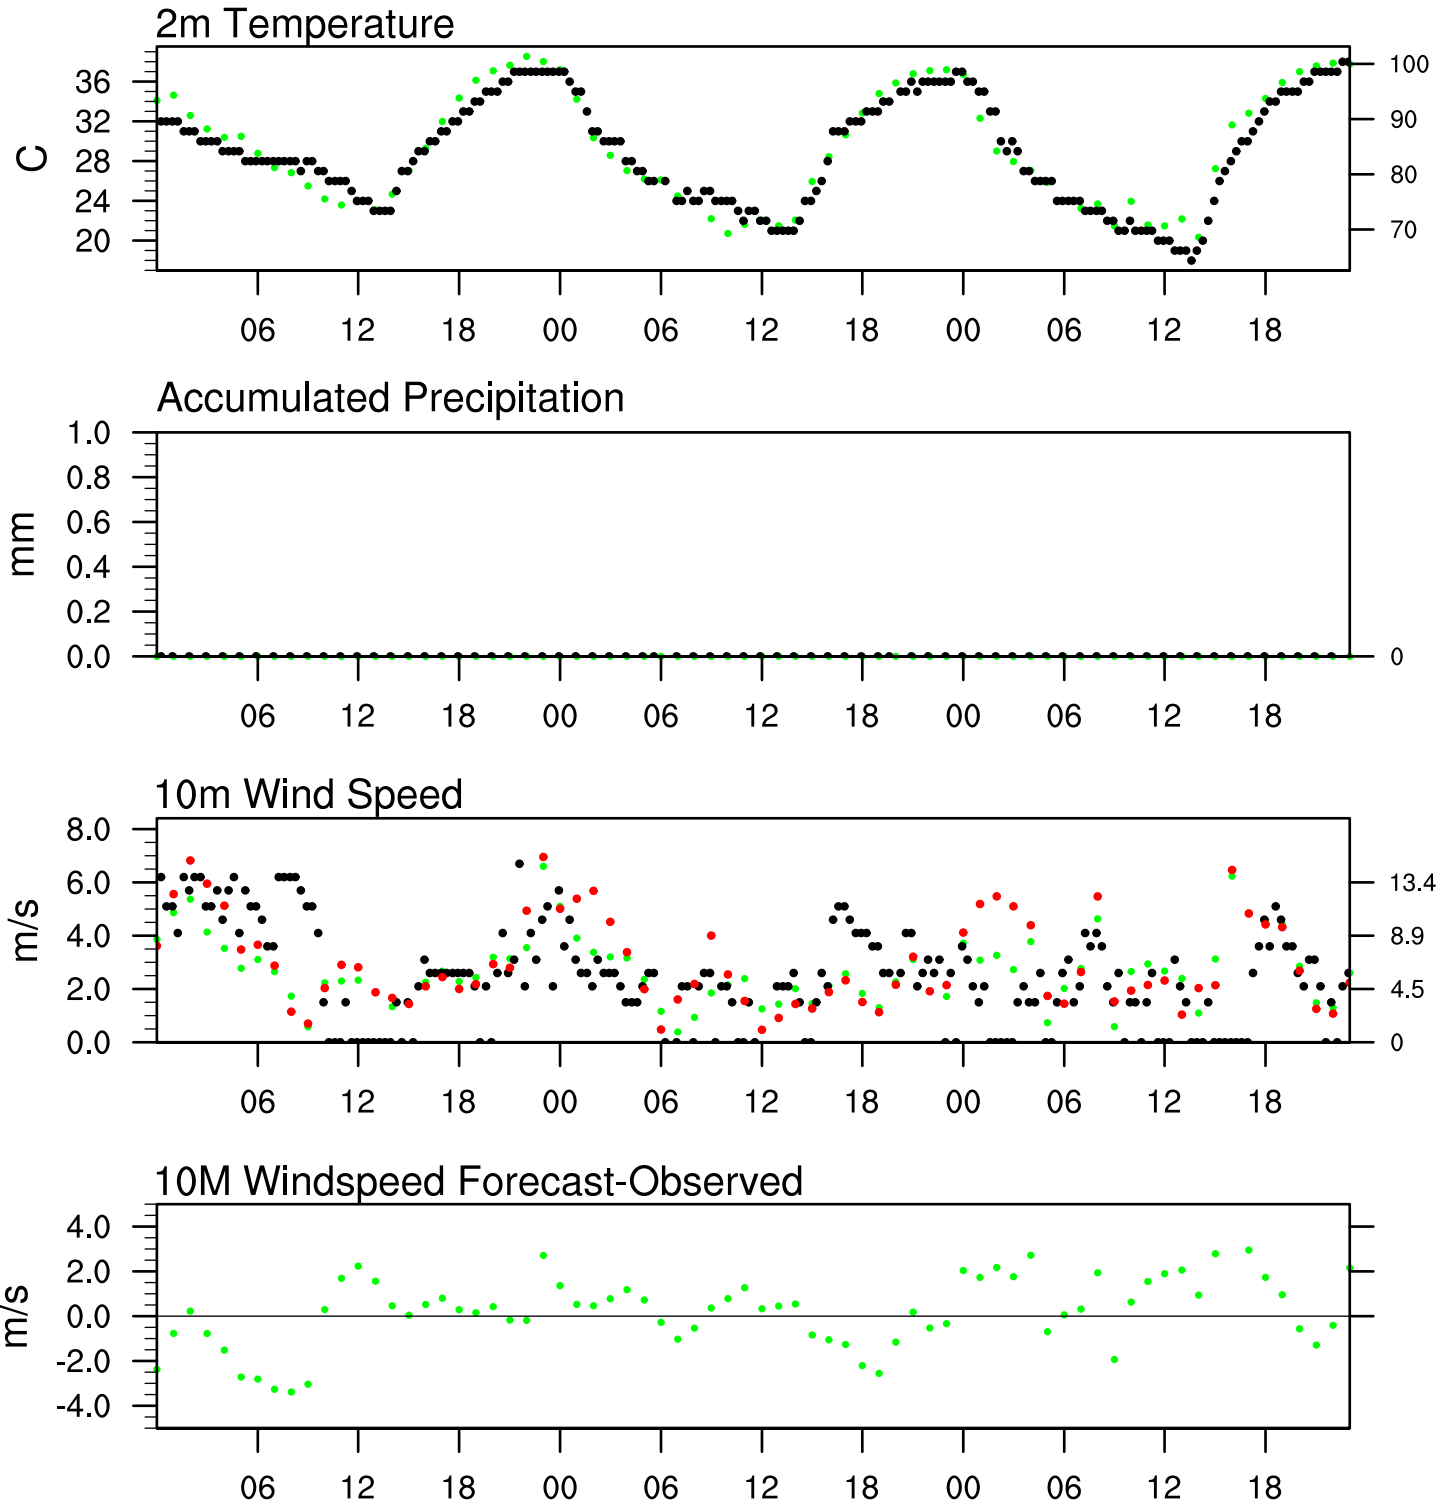 2m Temperature
C
36
32
28
24
20
100
90
80
70
06 12 18 00 06 12 18 00 06 12 18
Accumulated Precipitation
mm
1.0
0.8
0.6
0.4
0.2
0.0
0
06 12 18 00 06 12 18 00 06 12 18
10m Wind Speed
m/s
8.0
6.0
4.0
2.0
0.0
13.4
8.9
4.5
0
06 12 18 00 06 12 18 00 06 12 18
10M Windspeed Forecast-Observed
m/s
4.0
2.0
0.0
-2.0
-4.0
06 12 18 00 06 12 18 00 06 12 18